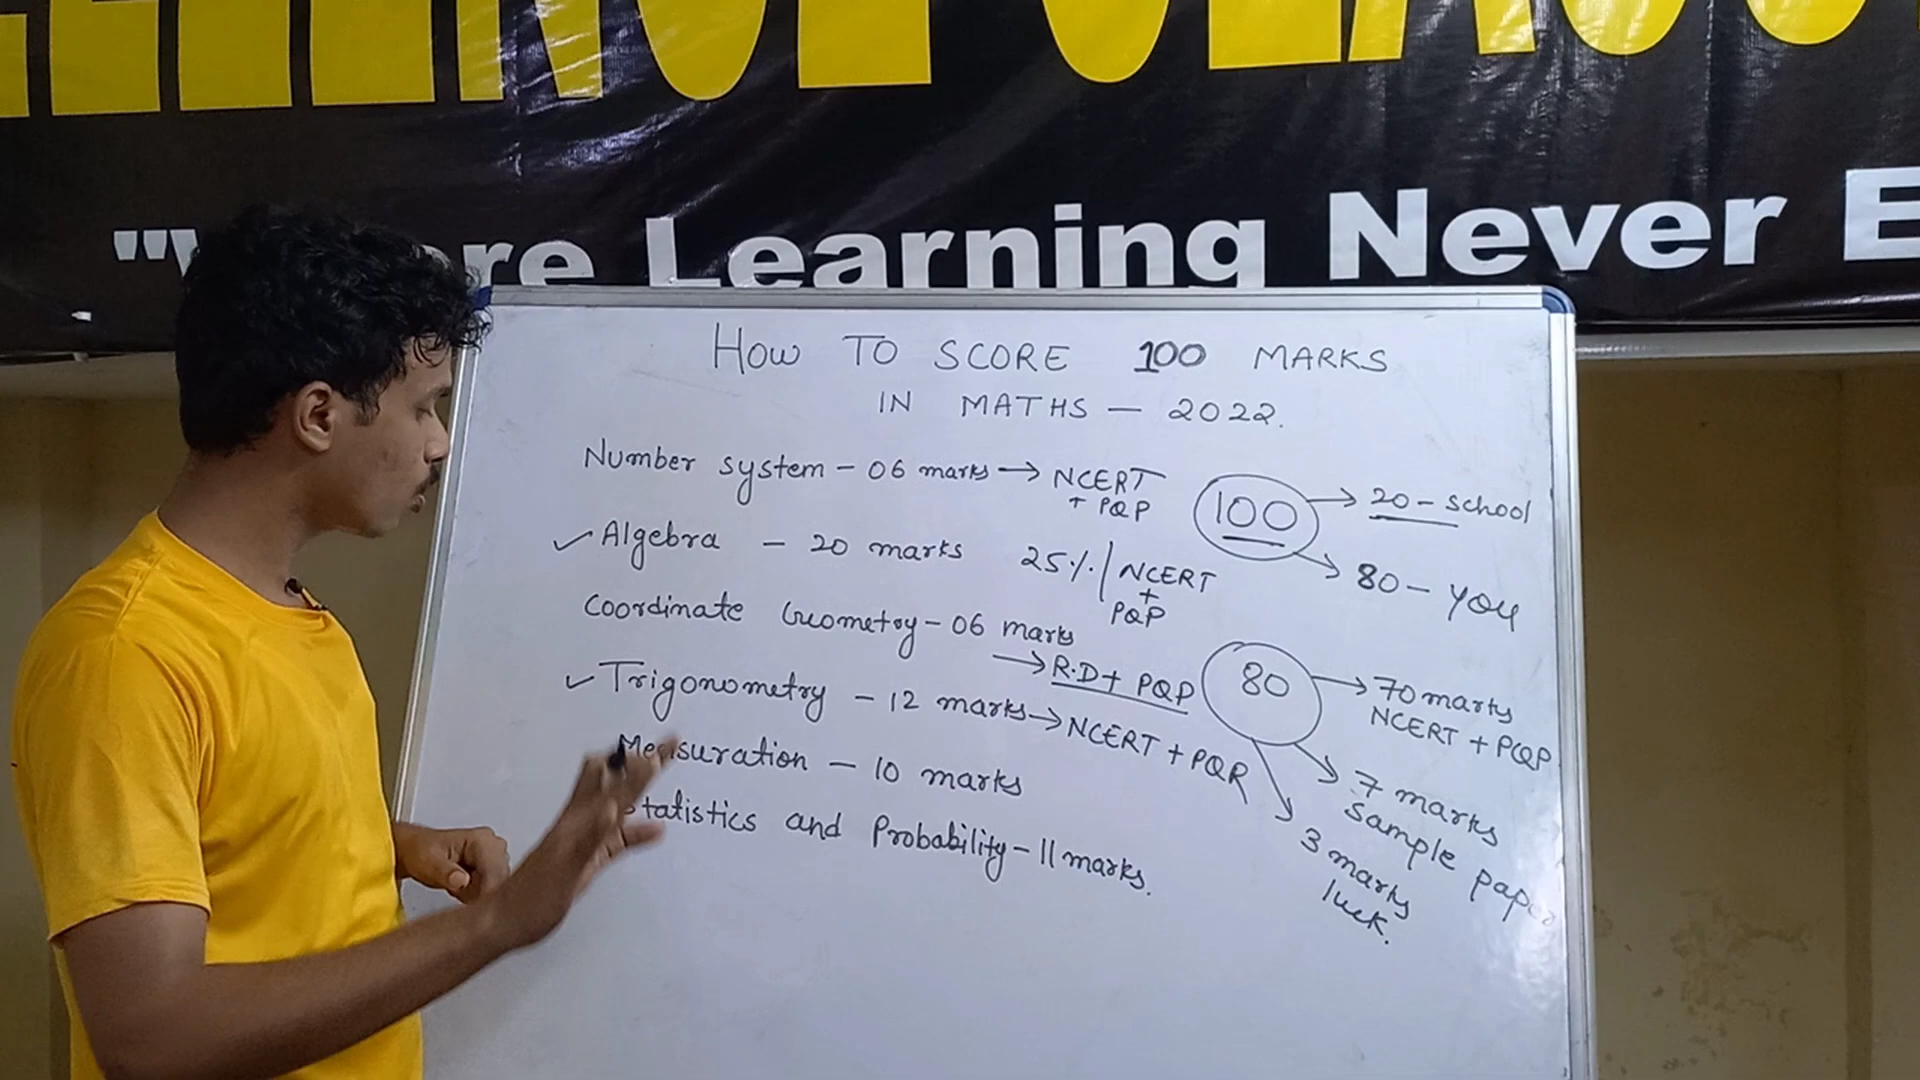 re Learning Never E
HOW TO SCORE 100 MARKS
IN MATHS — 2022.
Number system – 06 marks → NCERT
+ PQP
✓ Algebra – 20 marks 25% / NCERT
+
PQP
Coordinate Geometry – 06 marks
→ R.D + PQP
✓ Trigonometry – 12 marks → NCERT + PQR
Mensuration – 10 marks
Statistics and Probability – 11 marks.
100 → 20 – school
→ 80 – you
80 → 70 marks
NCERT + PQP
→ 7 marks
Sample paper
→ 3 marks
luck.